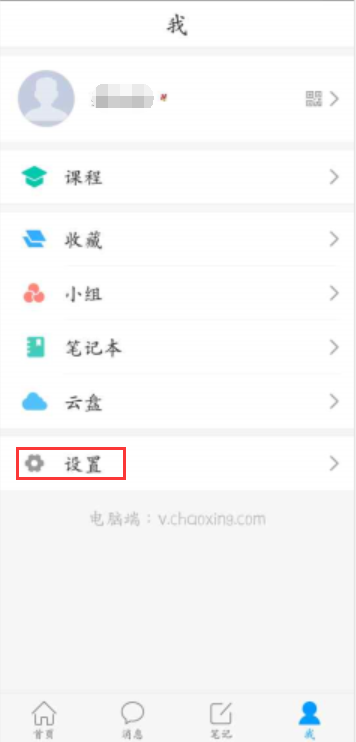 我
课程
收藏
小组
笔记本
云盘
设置
电脑端：v.chaoxing.com
首页 消息 笔记 我